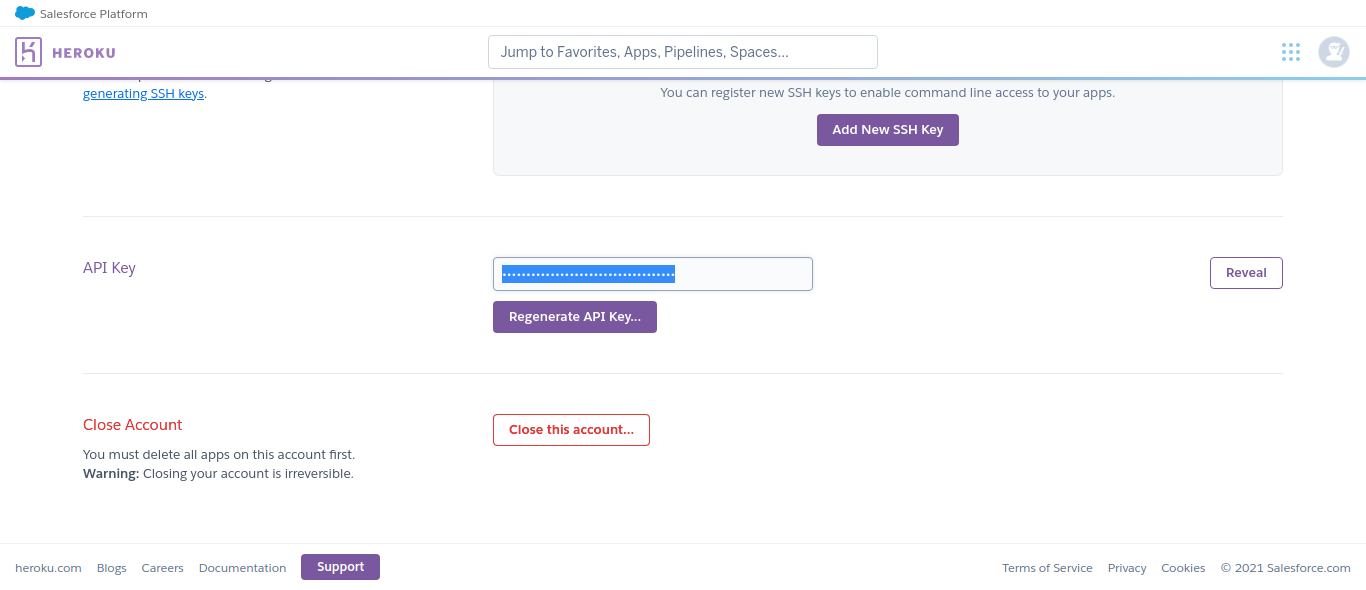 Salesforce Platform
HEROKU
Jump to Favorites, Apps, Pipelines, Spaces...
generating SSH keys.
You can register new SSH keys to enable command line access to your apps.
Add New SSH Key
API Key
••••••••••••••••••••••••••••••••••••
Reveal
Regenerate API Key...
Close Account
Close this account...
You must delete all apps on this account first.
Warning: Closing your account is irreversible.
heroku.com Blogs Careers Documentation Support Terms of Service Privacy Cookies © 2021 Salesforce.com